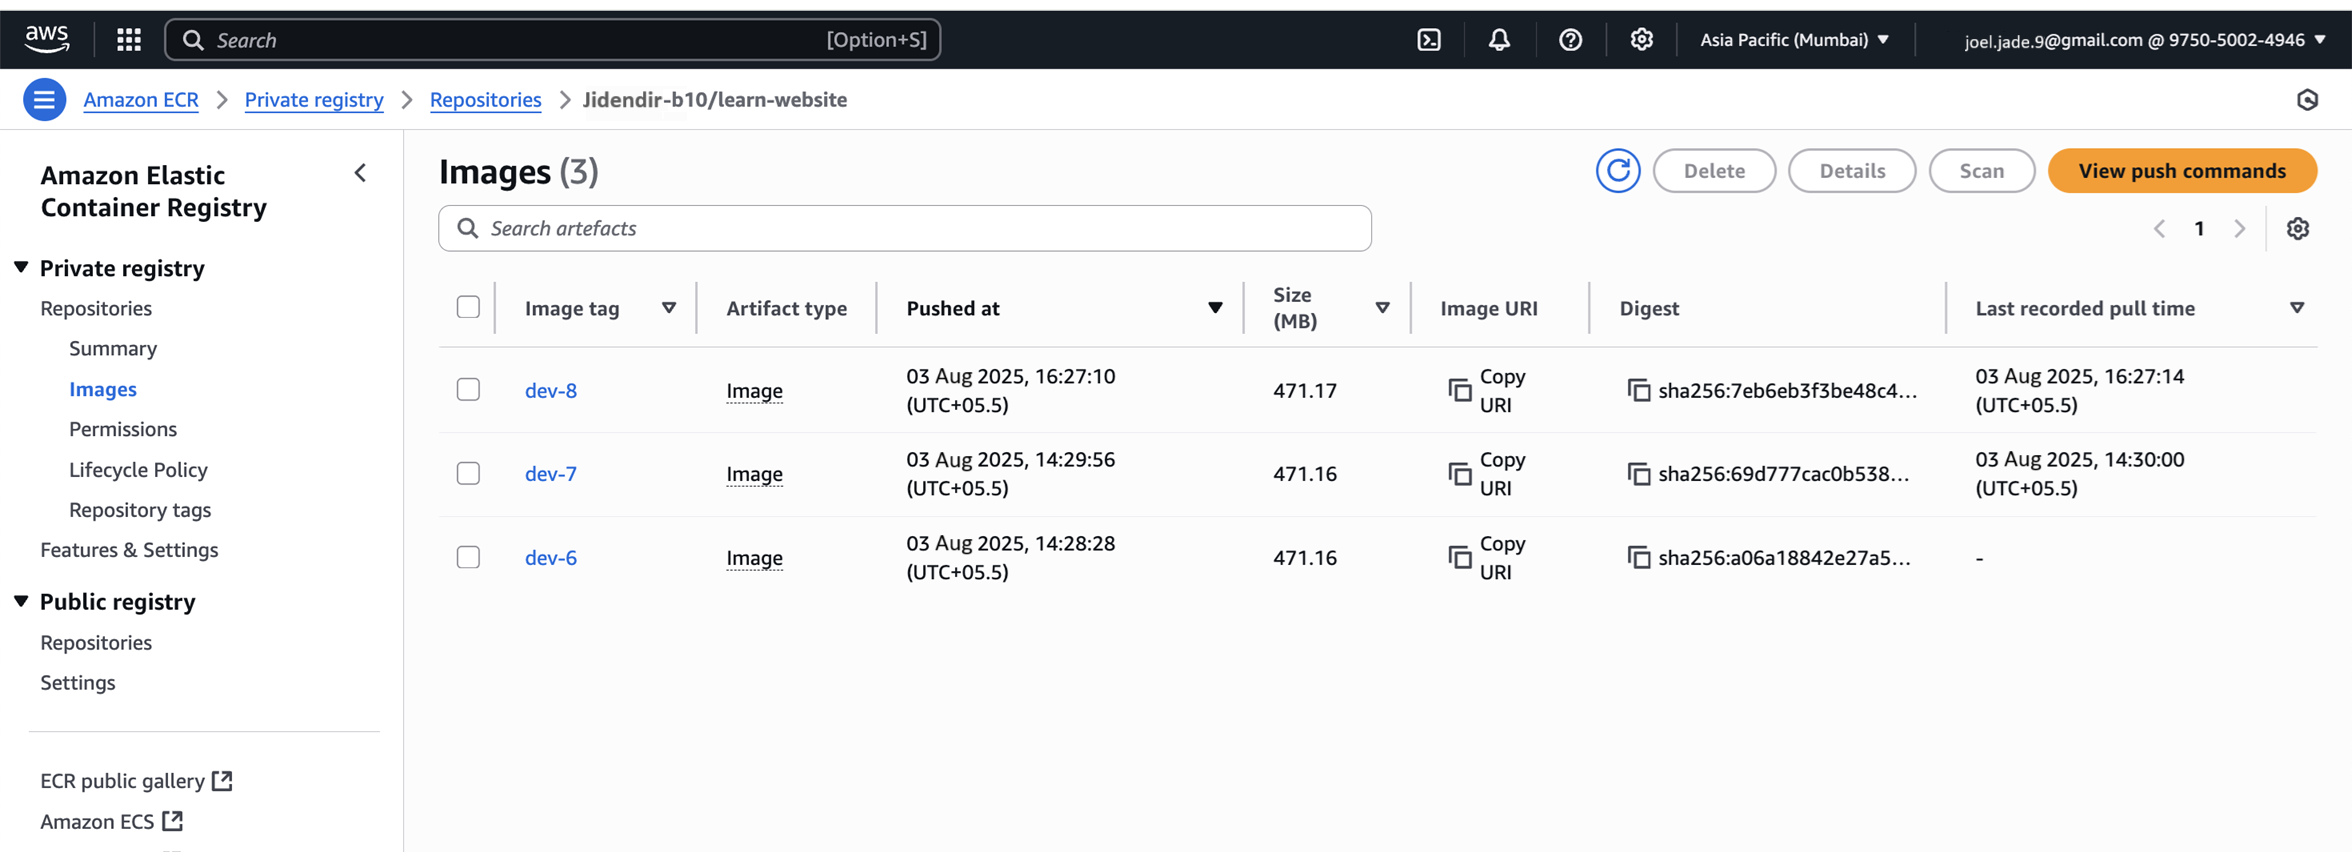 aws
Search [Option+S]
Asia Pacific (Mumbai)
joel.jade.9@gmail.com @ 9750-5002-4946
Amazon ECR > Private registry > Repositories > Jidendir-b10/learn-website
Amazon Elastic
Container Registry
Private registry
Repositories
Summary
Images
Permissions
Lifecycle Policy
Repository tags
Features & Settings
Public registry
Repositories
Settings
ECR public gallery
Amazon ECS
Images (3)
Delete
Details
Scan
View push commands
Search artefacts
1
Image tag
Artifact type
Pushed at
Size
(MB)
Image URI
Digest
Last recorded pull time
dev-8
Image
03 Aug 2025, 16:27:10
(UTC+05.5)
471.17
Copy
URI
sha256:7eb6eb3f3be48c4...
03 Aug 2025, 16:27:14
(UTC+05.5)
dev-7
Image
03 Aug 2025, 14:29:56
(UTC+05.5)
471.16
Copy
URI
sha256:69d777cac0b538...
03 Aug 2025, 14:30:00
(UTC+05.5)
dev-6
Image
03 Aug 2025, 14:28:28
(UTC+05.5)
471.16
Copy
URI
sha256:a06a18842e27a5...
-